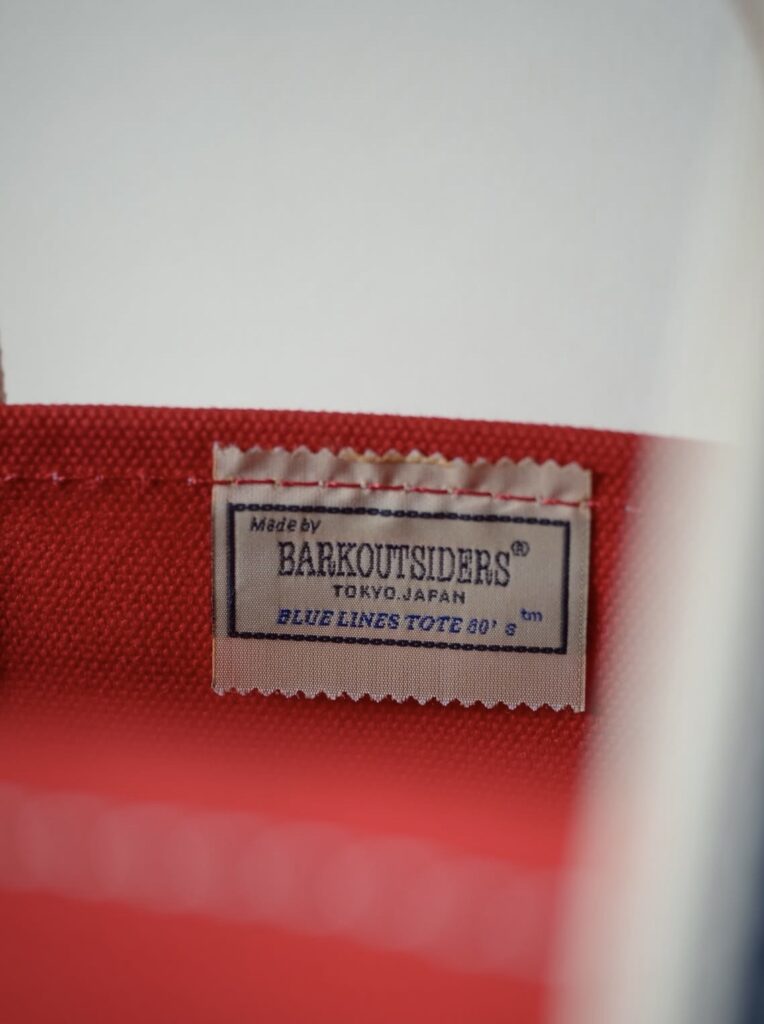 Made by
BARKOUTSIDERS®
TOKYO.JAPAN
BLUE LINES TOTE 80's tm